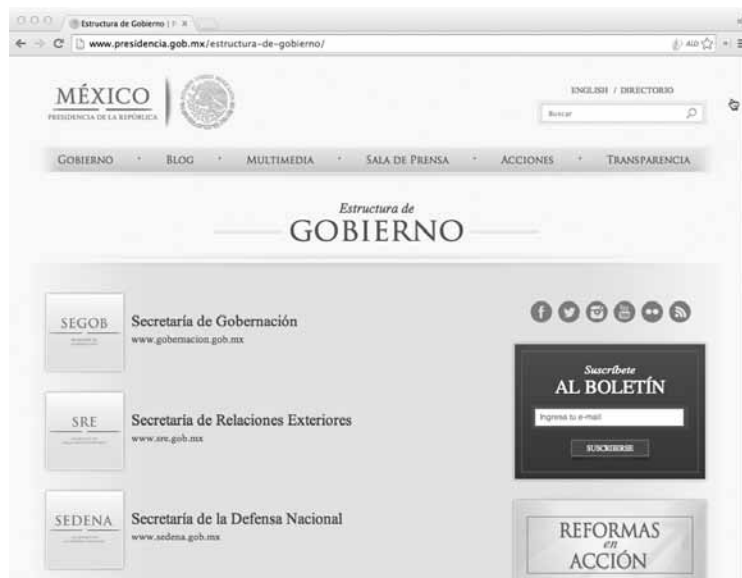 Estructura de Gobierno |
www.presidencia.gob.mx/estructura-de-gobierno/
MÉXICO
PRESIDENCIA DE LA REPÚBLICA
ENGLISH / DIRECTORIO
Buscar
GOBIERNO • BLOG • MULTIMEDIA • SALA DE PRENSA • ACCIONES • TRANSPARENCIA
Estructura de
GOBIERNO
SEGOB
Secretaría de Gobernación
www.gobernacion.gob.mx
SRE
Secretaría de Relaciones Exteriores
www.sre.gob.mx
SEDENA
Secretaría de la Defensa Nacional
www.sedena.gob.mx
Suscríbete
AL BOLETÍN
Ingresa tu e-mail
SUSCRIBIRSE
REFORMAS
en
ACCIÓN